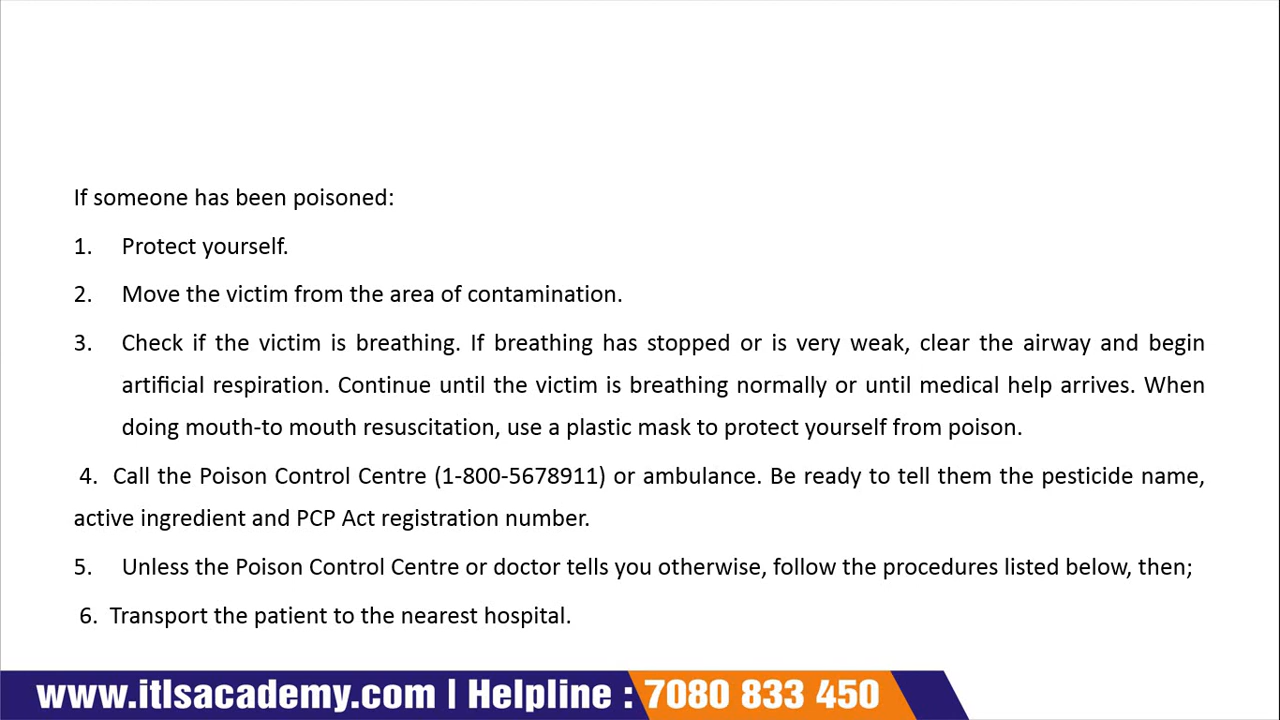 If someone has been poisoned:
1. Protect yourself.
2. Move the victim from the area of contamination.
3. Check if the victim is breathing. If breathing has stopped or is very weak, clear the airway and begin
artificial respiration. Continue until the victim is breathing normally or until medical help arrives. When
doing mouth-to mouth resuscitation, use a plastic mask to protect yourself from poison.
4. Call the Poison Control Centre (1-800-5678911) or ambulance. Be ready to tell them the pesticide name,
active ingredient and PCP Act registration number.
5. Unless the Poison Control Centre or doctor tells you otherwise, follow the procedures listed below, then;
6. Transport the patient to the nearest hospital.
www.itlsacademy.com | Helpline : 7080 833 450